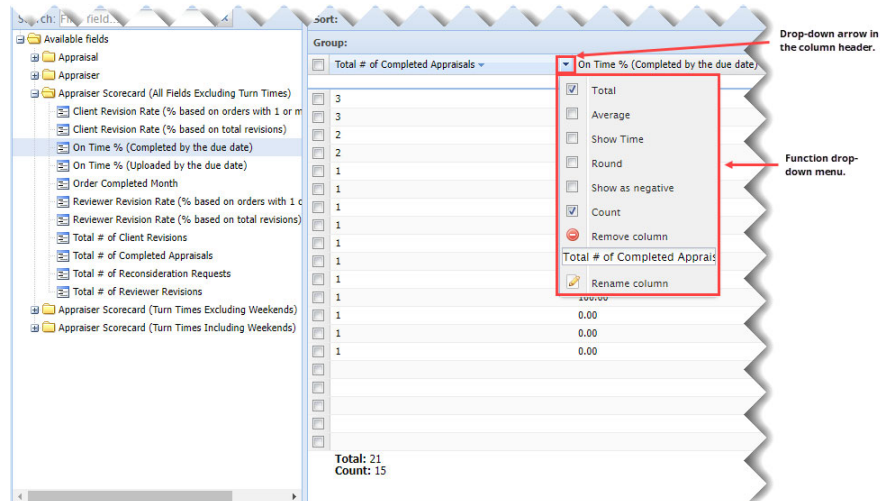 Search: Fi field...
Available fields
Appraisal
Appraiser
Appraiser Scorecard (All Fields Excluding Turn Times)
Client Revision Rate (% based on orders with 1 or m
Client Revision Rate (% based on total revisions)
On Time % (Completed by the due date)
On Time % (Uploaded by the due date)
Order Completed Month
Reviewer Revision Rate (% based on orders with 1 o
Reviewer Revision Rate (% based on total revisions)
Total # of Client Revisions
Total # of Completed Appraisals
Total # of Reconsideration Requests
Total # of Reviewer Revisions
Appraiser Scorecard (Turn Times Excluding Weekends)
Appraiser Scorecard (Turn Times Including Weekends)
Sort:
Group:
Total # of Completed Appraisals
On Time % (Completed by the due date)
3
3
2
2
1
1
1
1
1
1
1
1 100.00
1 0.00
1 0.00
1 0.00
Total: 21
Count: 15
Total
Average
Show Time
Round
Show as negative
Count
Remove column
Total # of Completed Apprais
Rename column
Drop-down arrow in
the column header.
Function drop-
down menu.